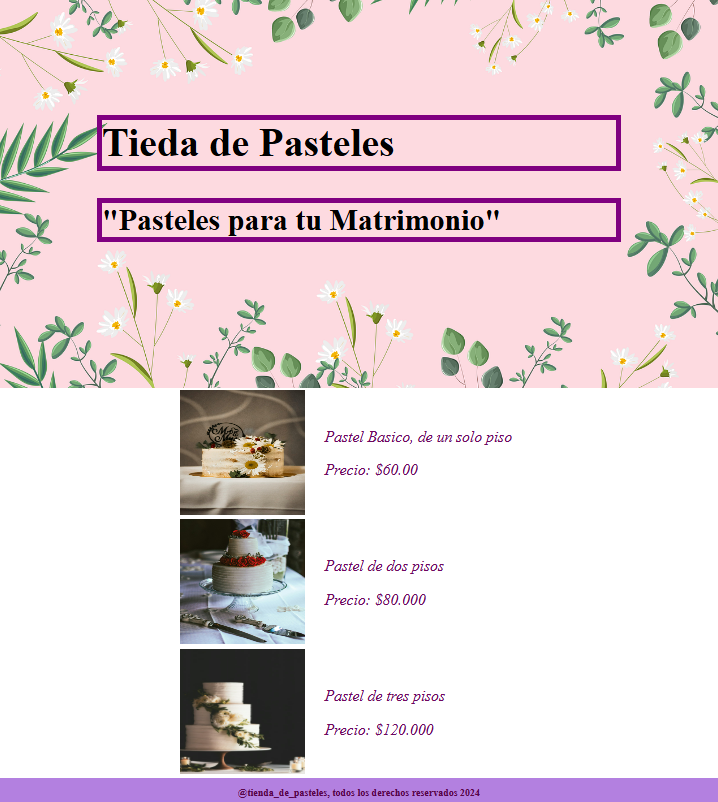 Tieda de Pasteles
"Pasteles para tu Matrimonio"
Pastel Basico, de un solo piso
Precio: $60.00
Pastel de dos pisos
Precio: $80.000
Pastel de tres pisos
Precio: $120.000
@tienda_de_pasteles, todos los derechos reservados 2024